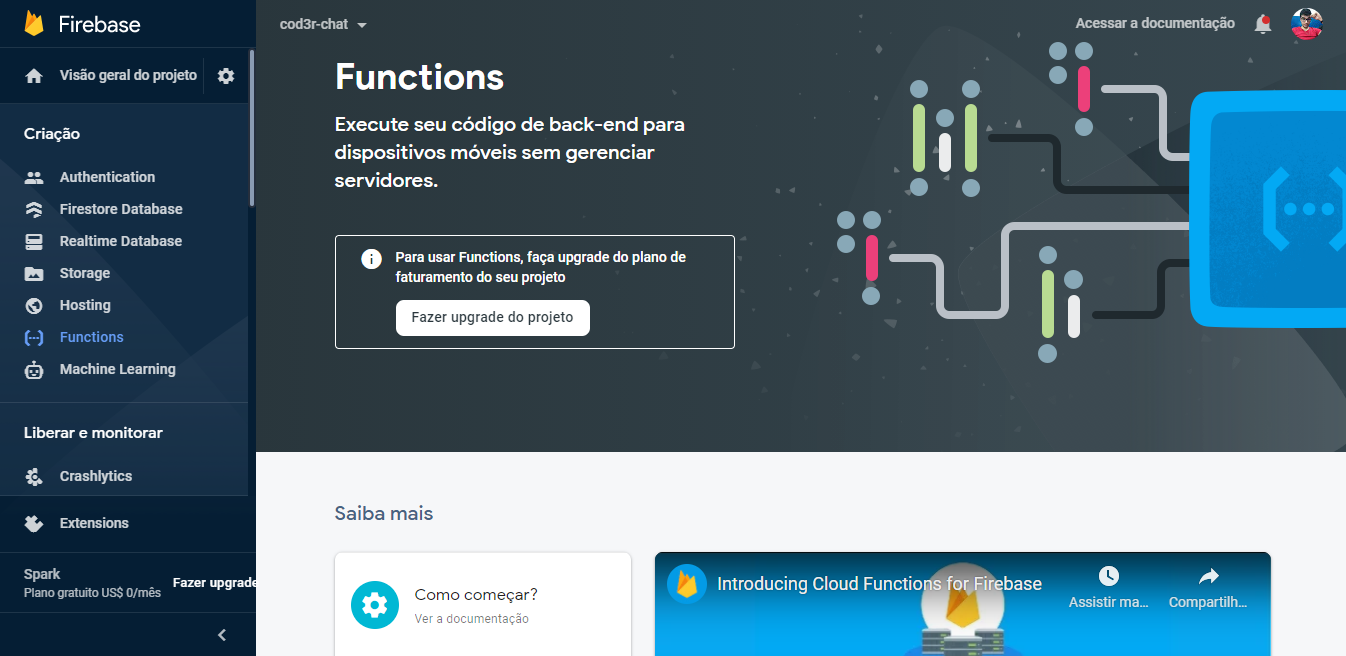 Firebase
cod3r-chat
Acessar a documentação
Visão geral do projeto
Criação
Authentication
Firestore Database
Realtime Database
Storage
Hosting
Functions
Machine Learning
Liberar e monitorar
Crashlytics
Extensions
Spark
Plano gratuito US$ 0/mês
Fazer upgrade
Functions
Execute seu código de back-end para
dispositivos móveis sem gerenciar
servidores.
Para usar Functions, faça upgrade do plano de
faturamento do seu projeto
Fazer upgrade do projeto
Saiba mais
Como começar?
Ver a documentação
Introducing Cloud Functions for Firebase
Assistir ma...
Compartilh...